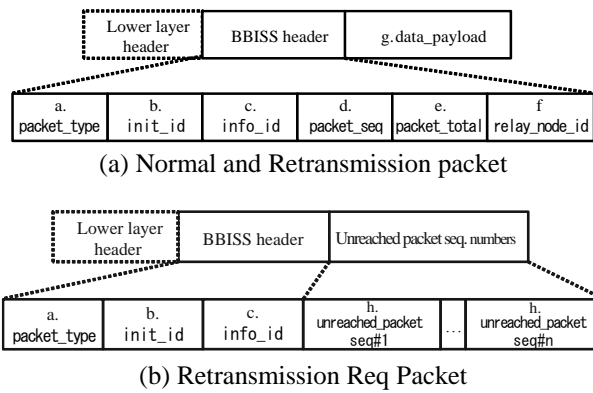 Lower layer
header
BBISS header
g.data_payload
a.
packet_type
b.
init_id
c.
info_id
d.
packet_seq
e.
packet_total
f
relay_node_id
(a) Normal and Retransmission packet
Lower layer
header
BBISS header
Unreached packet seq. numbers
a.
packet_type
b.
init_id
c.
info_id
h.
unreached_packet
seq#1
...
h.
unreached_packet
seq#n
(b) Retransmission Req Packet